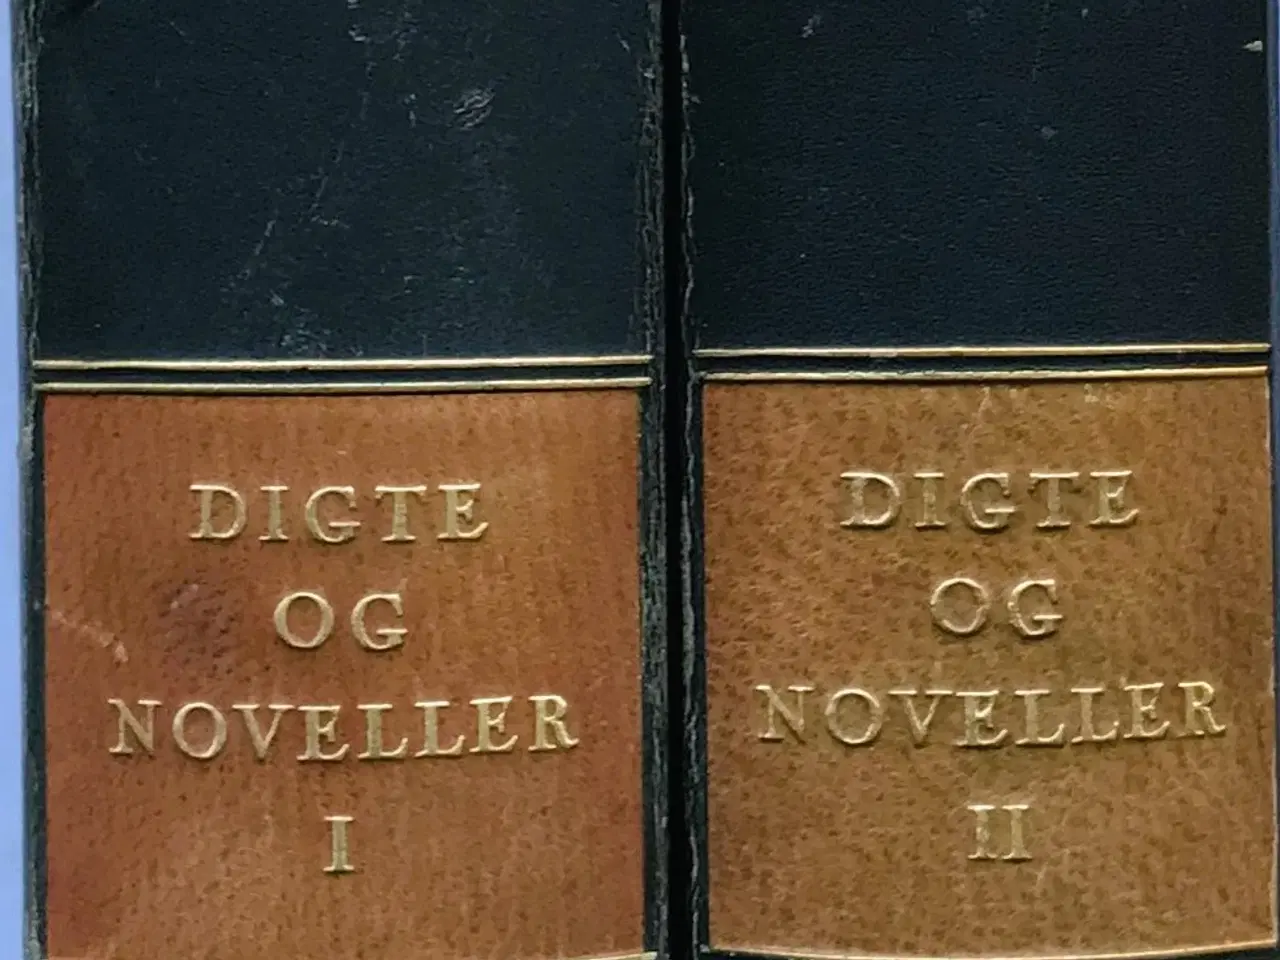 DIGTE
OG
NOVELLER
I
DIGTE
OG
NOVELLER
II